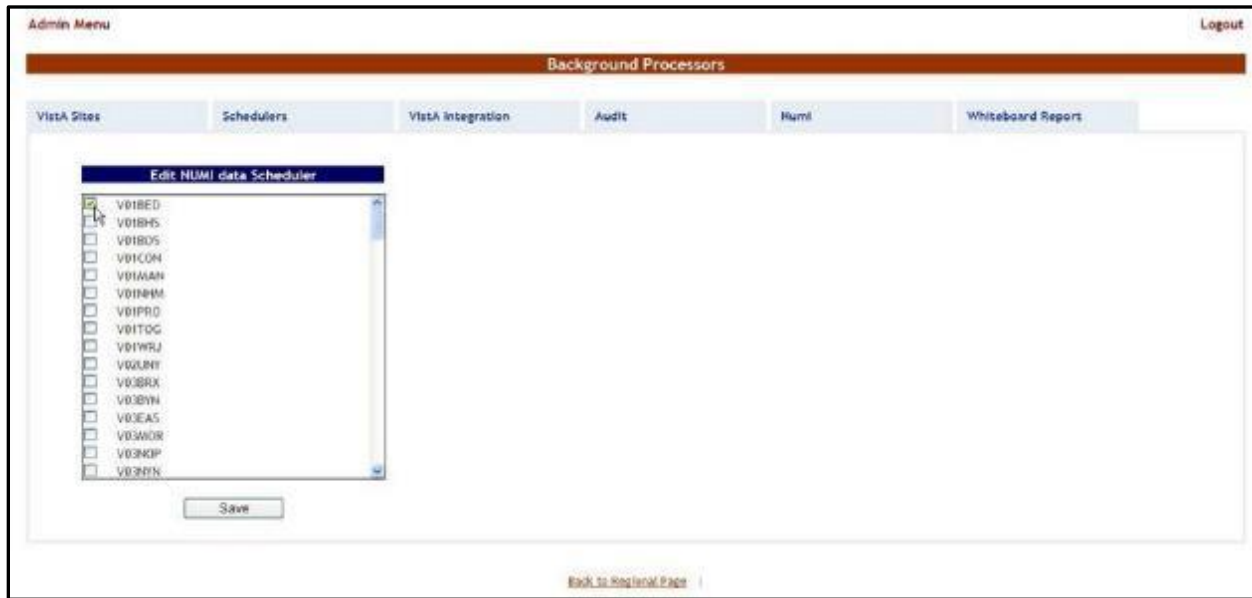 Admin Menu Logout
Background Processors
VistA Sites Schedulers VistA Integration Audit Numi Whiteboard Report
Edit NUMI data Scheduler
V01BED
V01BHS
V01BOS
V01CON
V01MAN
V01NHM
V01PRO
V01TOG
V01WRJ
V02UNY
V03BRX
V03BYN
V03EAS
V03MOR
V03NOP
V03NYN
Save
Back to Regional Page |